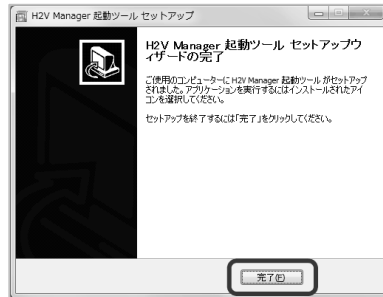 H2V Manager 起動ツール セットアップ
H2V Manager 起動ツール セットアップウ
ィザードの完了
ご使用のコンピューターに H2V Manager 起動ツール がセットアップ
されました。アプリケーションを実行するにはインストールされたアイ
コンを選択してください。
セットアップを終了するには「完了」をクリックしてください。
完了(F)